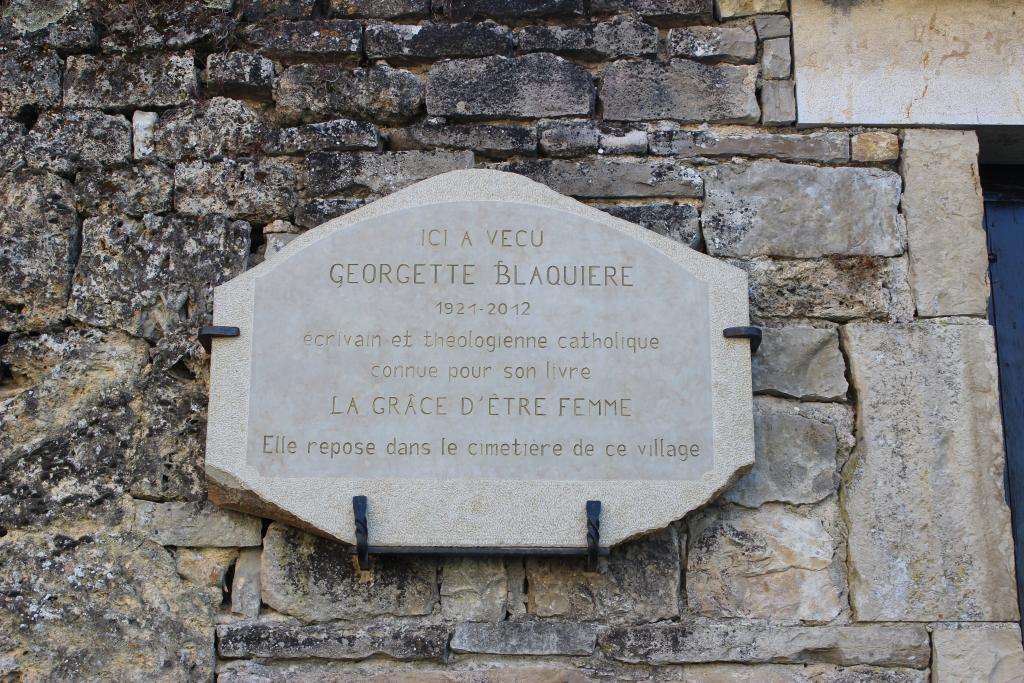 ICI A VECU
GEORGETTE BLAQUIERE
1921-2012
écrivain et théologienne catholique
connue pour son livre
LA GRÂCE D'ÊTRE FEMME
Elle repose dans le cimetière de ce village